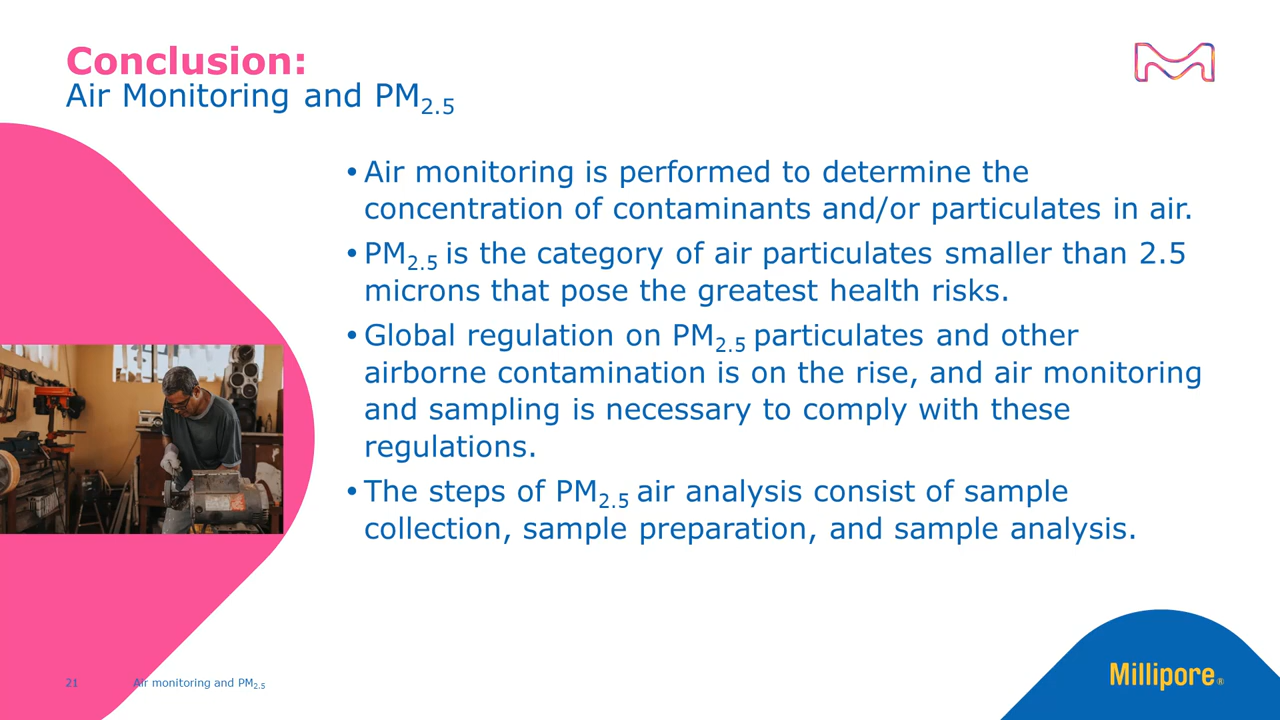 Conclusion:
Air Monitoring and PM2.5
• Air monitoring is performed to determine the
concentration of contaminants and/or particulates in air.
• PM2.5 is the category of air particulates smaller than 2.5
microns that pose the greatest health risks.
• Global regulation on PM2.5 particulates and other
airborne contamination is on the rise, and air monitoring
and sampling is necessary to comply with these
regulations.
• The steps of PM2.5 air analysis consist of sample
collection, sample preparation, and sample analysis.
21 Air monitoring and PM2.5
Millipore®